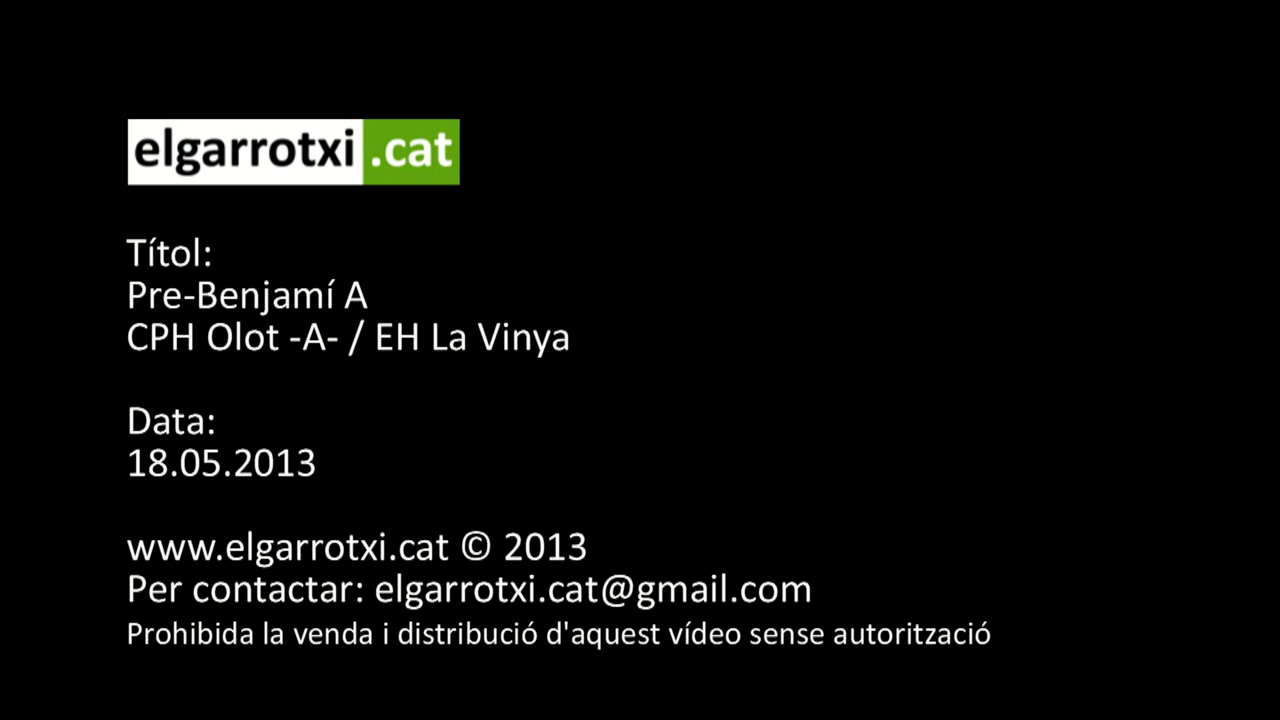 elgarrotxi.cat
Títol:
Pre-Benjamí A
CPH Olot -A- / EH La Vinya
Data:
18.05.2013
www.elgarrotxi.cat © 2013
Per contactar: elgarrotxi.cat@gmail.com
Prohibida la venda i distribució d'aquest vídeo sense autorització